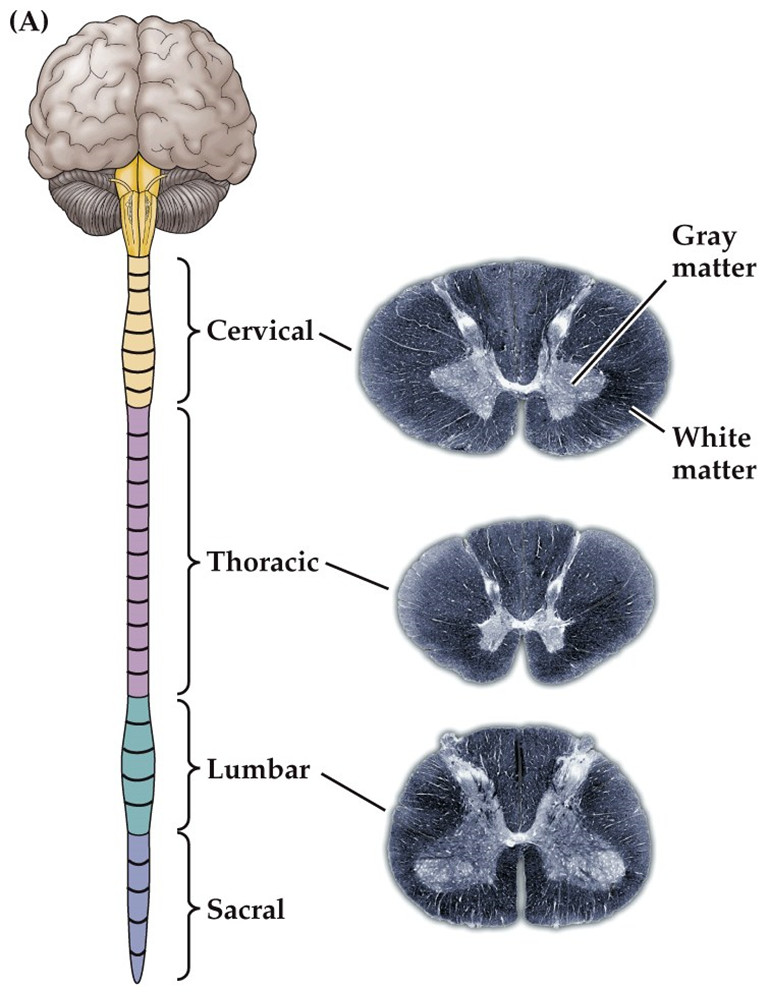 (A)
Gray
matter
Cervical
White
matter
Thoracic
Lumbar
Sacral